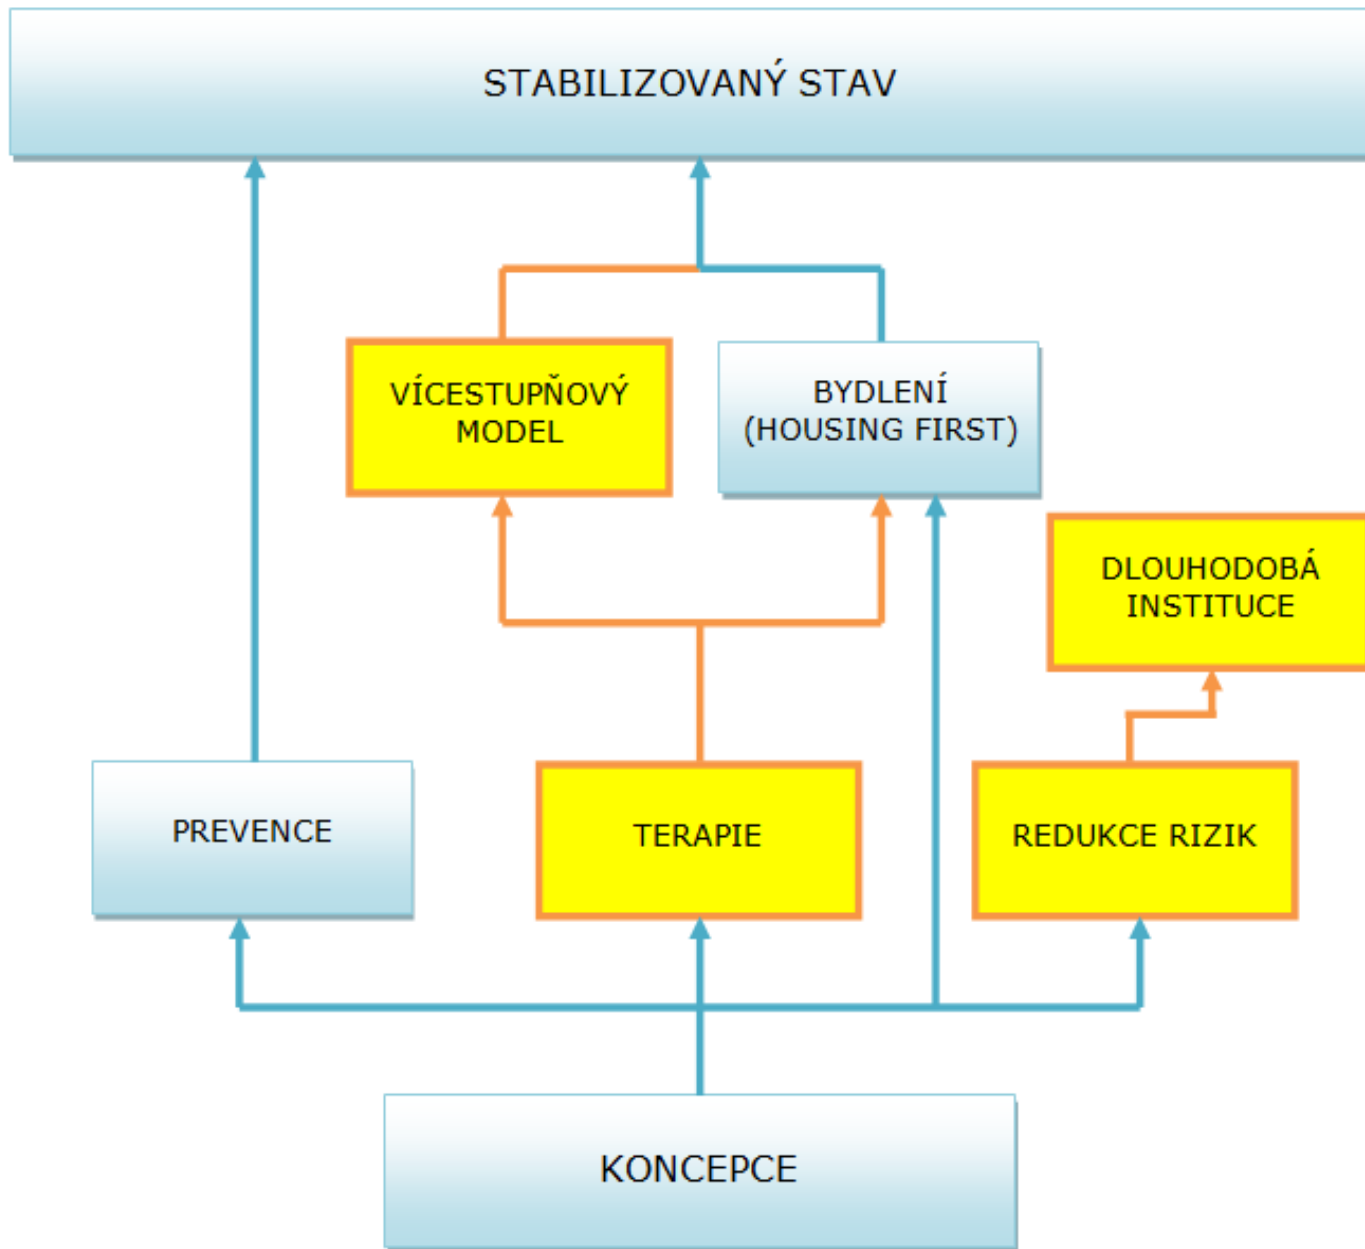 STABILIZOVANÝ STAV
VÍCESTUPŇOVÝ
MODEL
BYDLENÍ
(HOUSING FIRST)
DLOUHODOBÁ
INSTITUCE
PREVENCE
TERAPIE
REDUKCE RIZIK
KONCEPCE